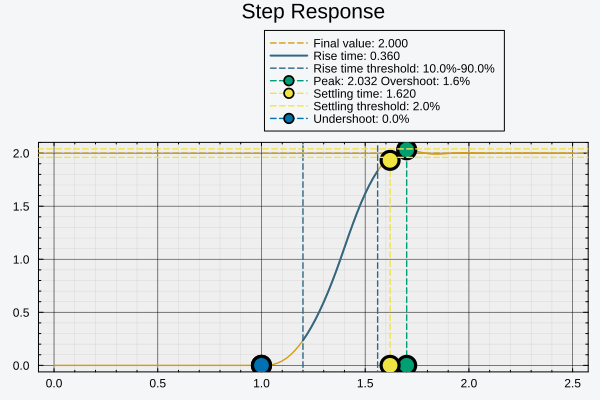 Step Response
Final value: 2.000
Rise time: 0.360
Rise time threshold: 10.0%-90.0%
Peak: 2.032 Overshoot: 1.6%
Settling time: 1.620
Settling threshold: 2.0%
Undershoot: 0.0%
2.0
1.5
1.0
0.5
0.0
0.0 0.5 1.0 1.5 2.0 2.5